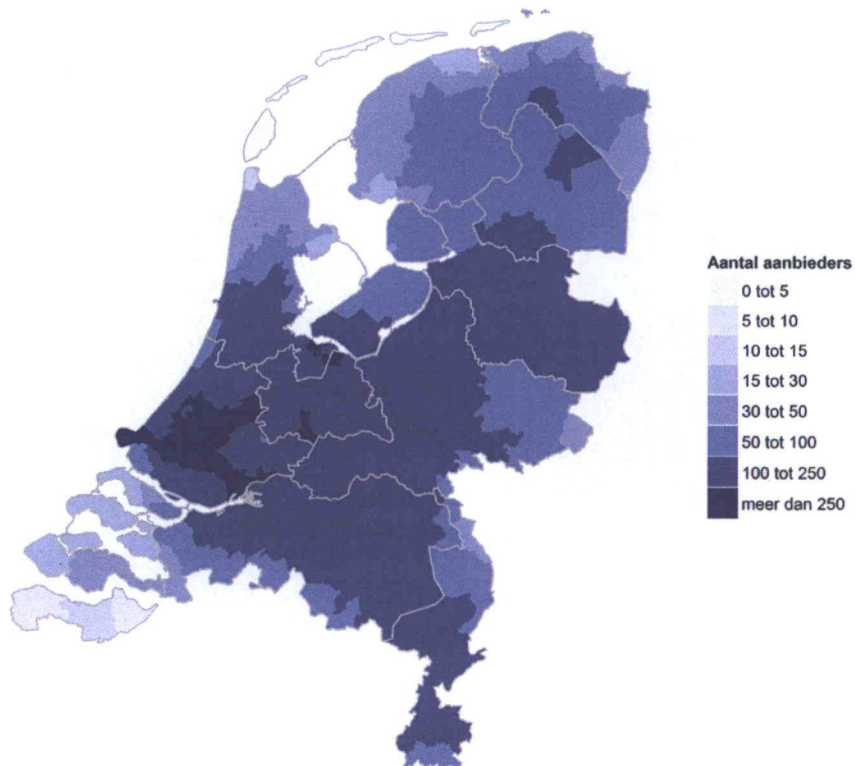 Aantal aanbieders
0 tot 5
5 tot 10
10 tot 15
15 tot 30
30 tot 50
50 tot 100
100 tot 250
meer dan 250